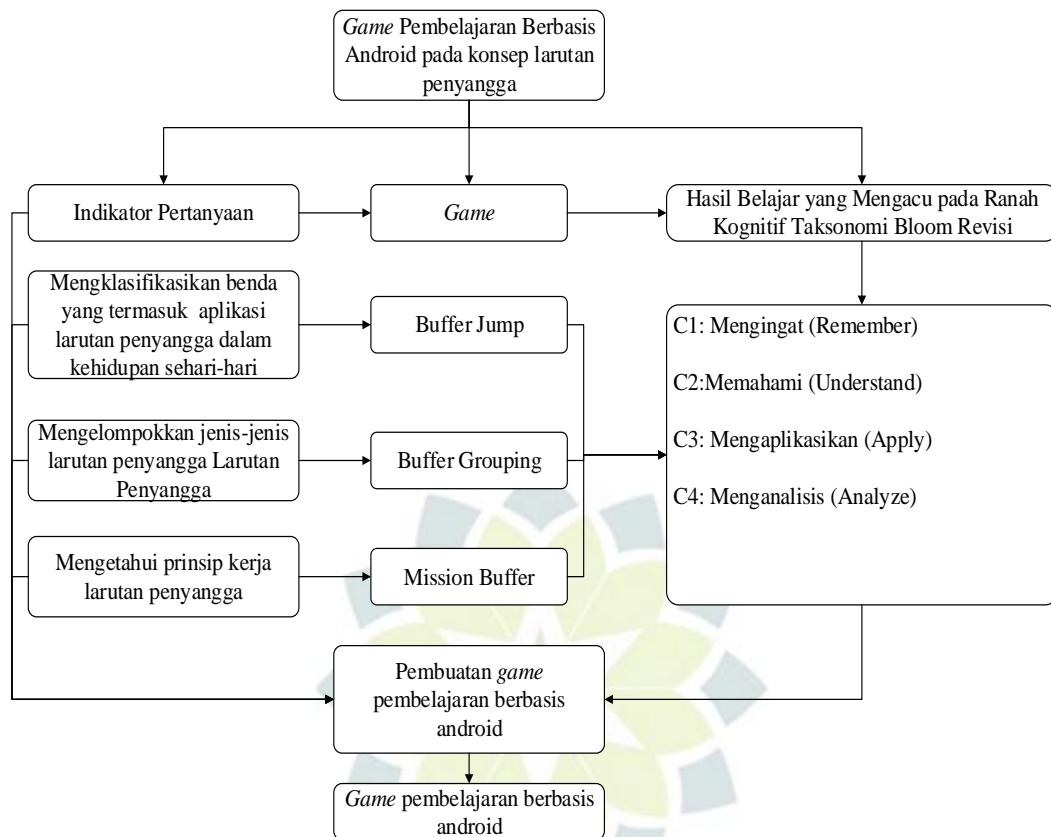 Game Pembelajaran Berbasis
Android pada konsep larutan
penyangga
Indikator Pertanyaan
Game
Hasil Belajar yang Mengacu pada Ranah
Kognitif Taksonomi Bloom Revisi
Mengklasifikasikan benda
yang termasuk aplikasi
larutan penyangga dalam
kehidupan sehari-hari
Buffer Jump
C1: Mengingat (Remember)
C2:Memahami (Understand)
C3: Mengaplikasikan (Apply)
C4: Menganalisis (Analyze)
Mengelompokkan jenis-jenis
larutan penyangga Larutan
Penyangga
Buffer Grouping
Mengetahui prinsip kerja
larutan penyangga
Mission Buffer
Pembuatan game
pembelajaran berbasis
android
Game pembelajaran berbasis
android